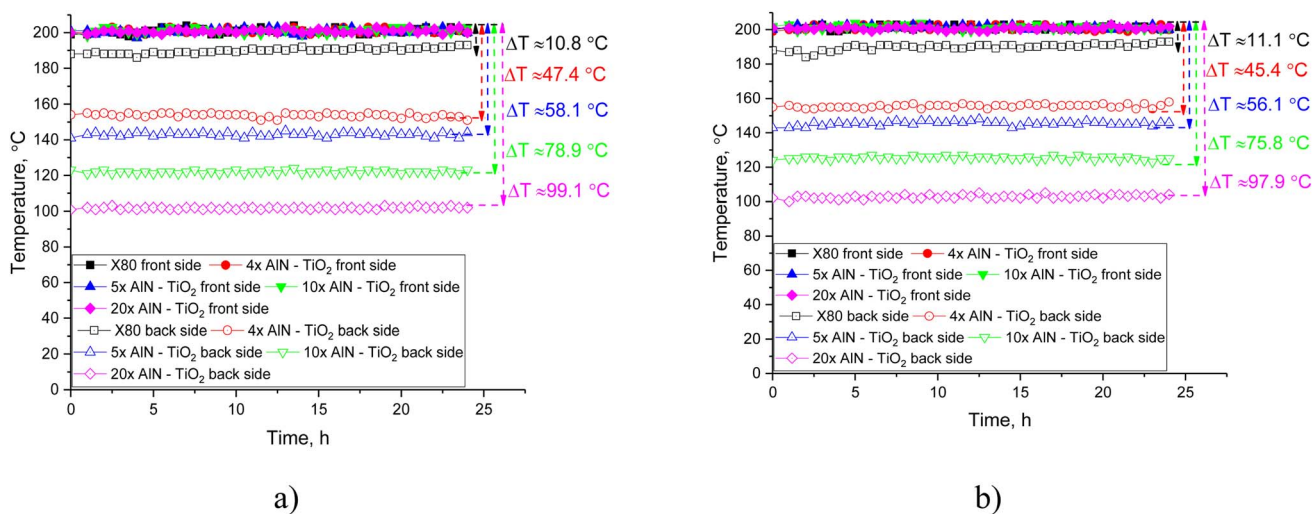 200
180
160
140
120
100
80
60
40
20
0
Temperature, °C
ΔT ≈10.8 °C
ΔT ≈47.4 °C
ΔT ≈58.1 °C
ΔT ≈78.9 °C
ΔT ≈99.1 °C
X80 front side 4x AlN - TiO₂ front side
5x AlN - TiO₂ front side 10x AlN - TiO₂ front side
20x AlN - TiO₂ front side
X80 back side 4x AlN - TiO₂ back side
5x AlN - TiO₂ back side 10x AlN - TiO₂ back side
20x AlN - TiO₂ back side
0 5 10 15 20 25
Time, h
a)
200
180
160
140
120
100
80
60
40
20
0
Temperature, °C
ΔT ≈11.1 °C
ΔT ≈45.4 °C
ΔT ≈56.1 °C
ΔT ≈75.8 °C
ΔT ≈97.9 °C
X80 front side 4x AlN - TiO₂ front side
5x AlN - TiO₂ front side 10x AlN - TiO₂ front side
20x AlN - TiO₂ front side
X80 back side 4x AlN - TiO₂ back side
5x AlN - TiO₂ back side 10x AlN - TiO₂ back side
20x AlN - TiO₂ back side
0 5 10 15 20 25
Time, h
b)